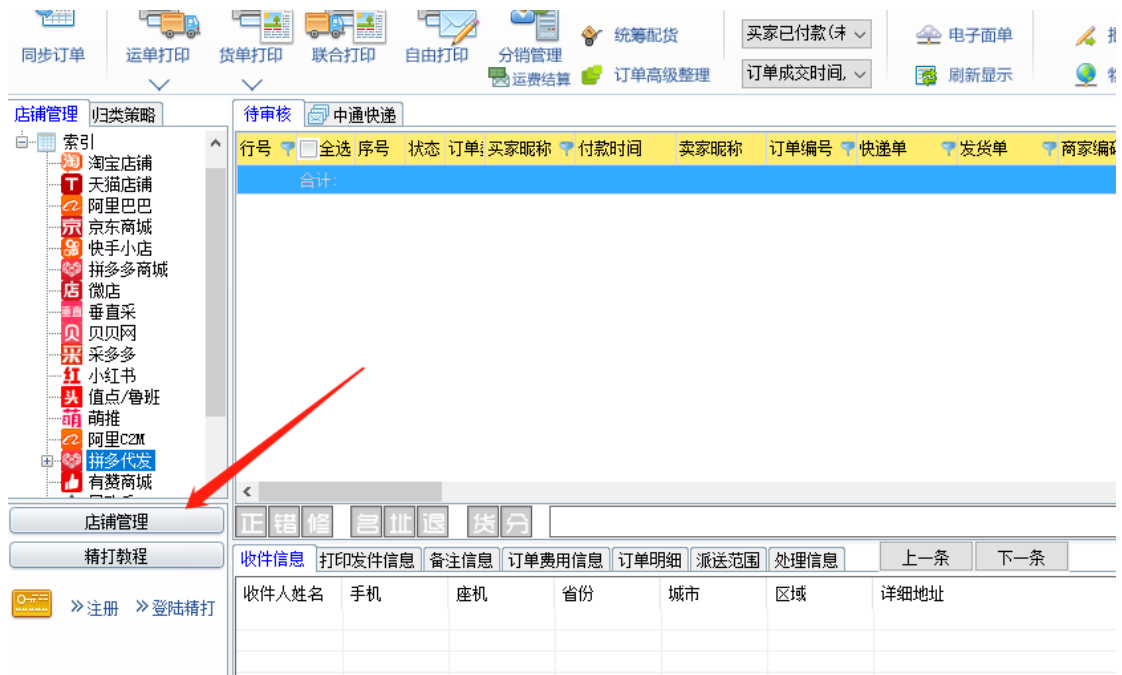 同步订单
运单打印
货单打印
联合打印
自由打印
分销管理
运费结算
统筹配货
订单高级整理
买家已付款(未
订单成交时间,
电子面单
刷新显示
店铺管理 归类策略
待审核 中通快递
索引
淘宝店铺
天猫店铺
阿里巴巴
京东商城
快手小店
拼多多商城
微店
垂直采
贝贝网
采多多
小红书
值点/鲁班
萌推
阿里C2M
拼多代发
有赞商城
行号 全选 序号 状态 订单 买家昵称 付款时间 卖家昵称 订单编号 快递单 发货单 商家编码
合计:
店铺管理
精打教程
注册 登陆精打
正 错 修 名 址 退 货 分
收件信息 打印发件信息 备注信息 订单费用信息 订单明细 派送范围 处理信息 上一条 下一条
收件人姓名 手机 座机 省份 城市 区域 详细地址